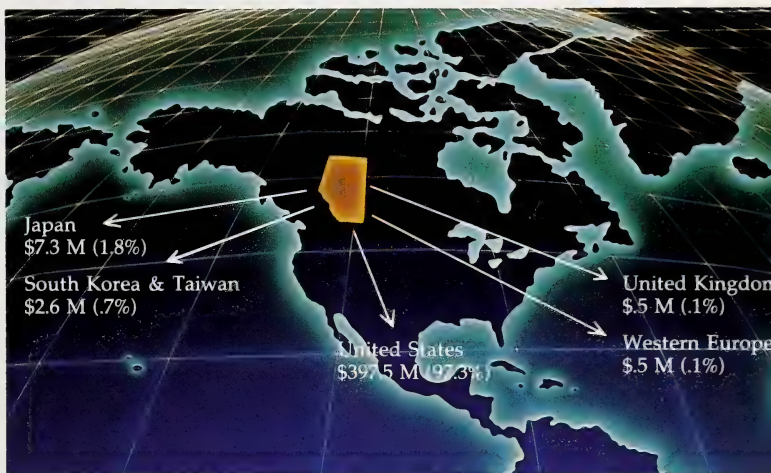 Japan
$7.3 M (1.8%)
South Korea & Taiwan
$2.6 M (.7%)
United States
$397.5 M (97.3%)
United Kingdom
$.5 M (.1%)
Western Europe
$.5 M (.1%)